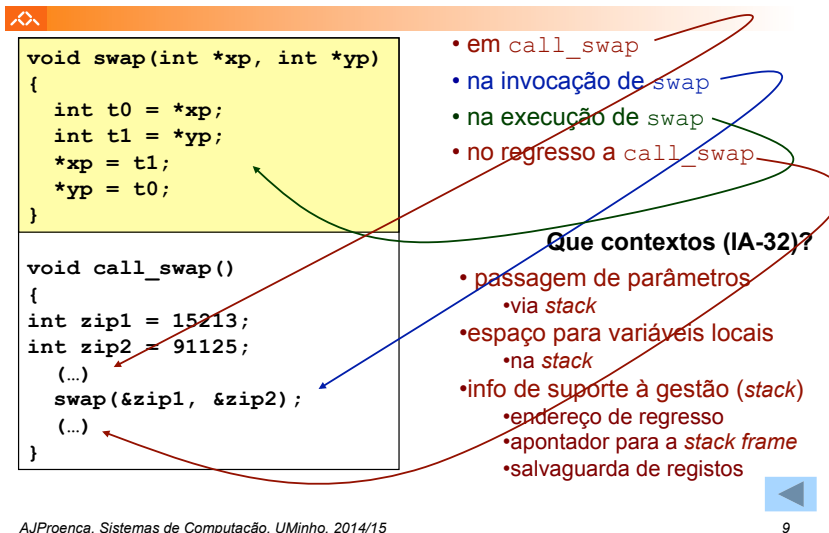 void swap(int *xp, int *yp)
{
int t0 = *xp;
int t1 = *yp;
*xp = t1;
*yp = t0;
}
void call_swap()
{
int zip1 = 15213;
int zip2 = 91125;
(…)
swap(&zip1, &zip2);
(…)
}
• em call_swap
• na invocação de swap
• na execução de swap
• no regresso a call_swap
Que contextos (IA-32)?
• passagem de parâmetros
•via stack
•espaço para variáveis locais
•na stack
•info de suporte à gestão (stack)
•endereço de regresso
•apontador para a stack frame
•salvaguarda de registos
AJProença, Sistemas de Computação, UMinho, 2014/15
9